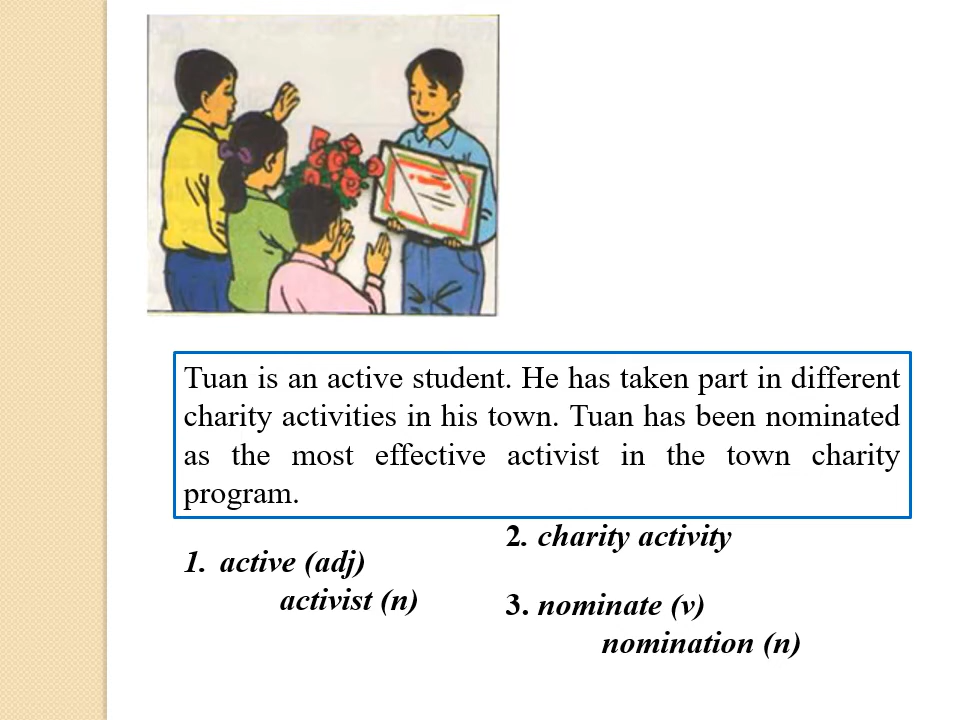 Tuan is an active student. He has taken part in different
charity activities in his town. Tuan has been nominated
as the most effective activist in the town charity
program.
1. active (adj)
activist (n)
2. charity activity
3. nominate (v)
nomination (n)